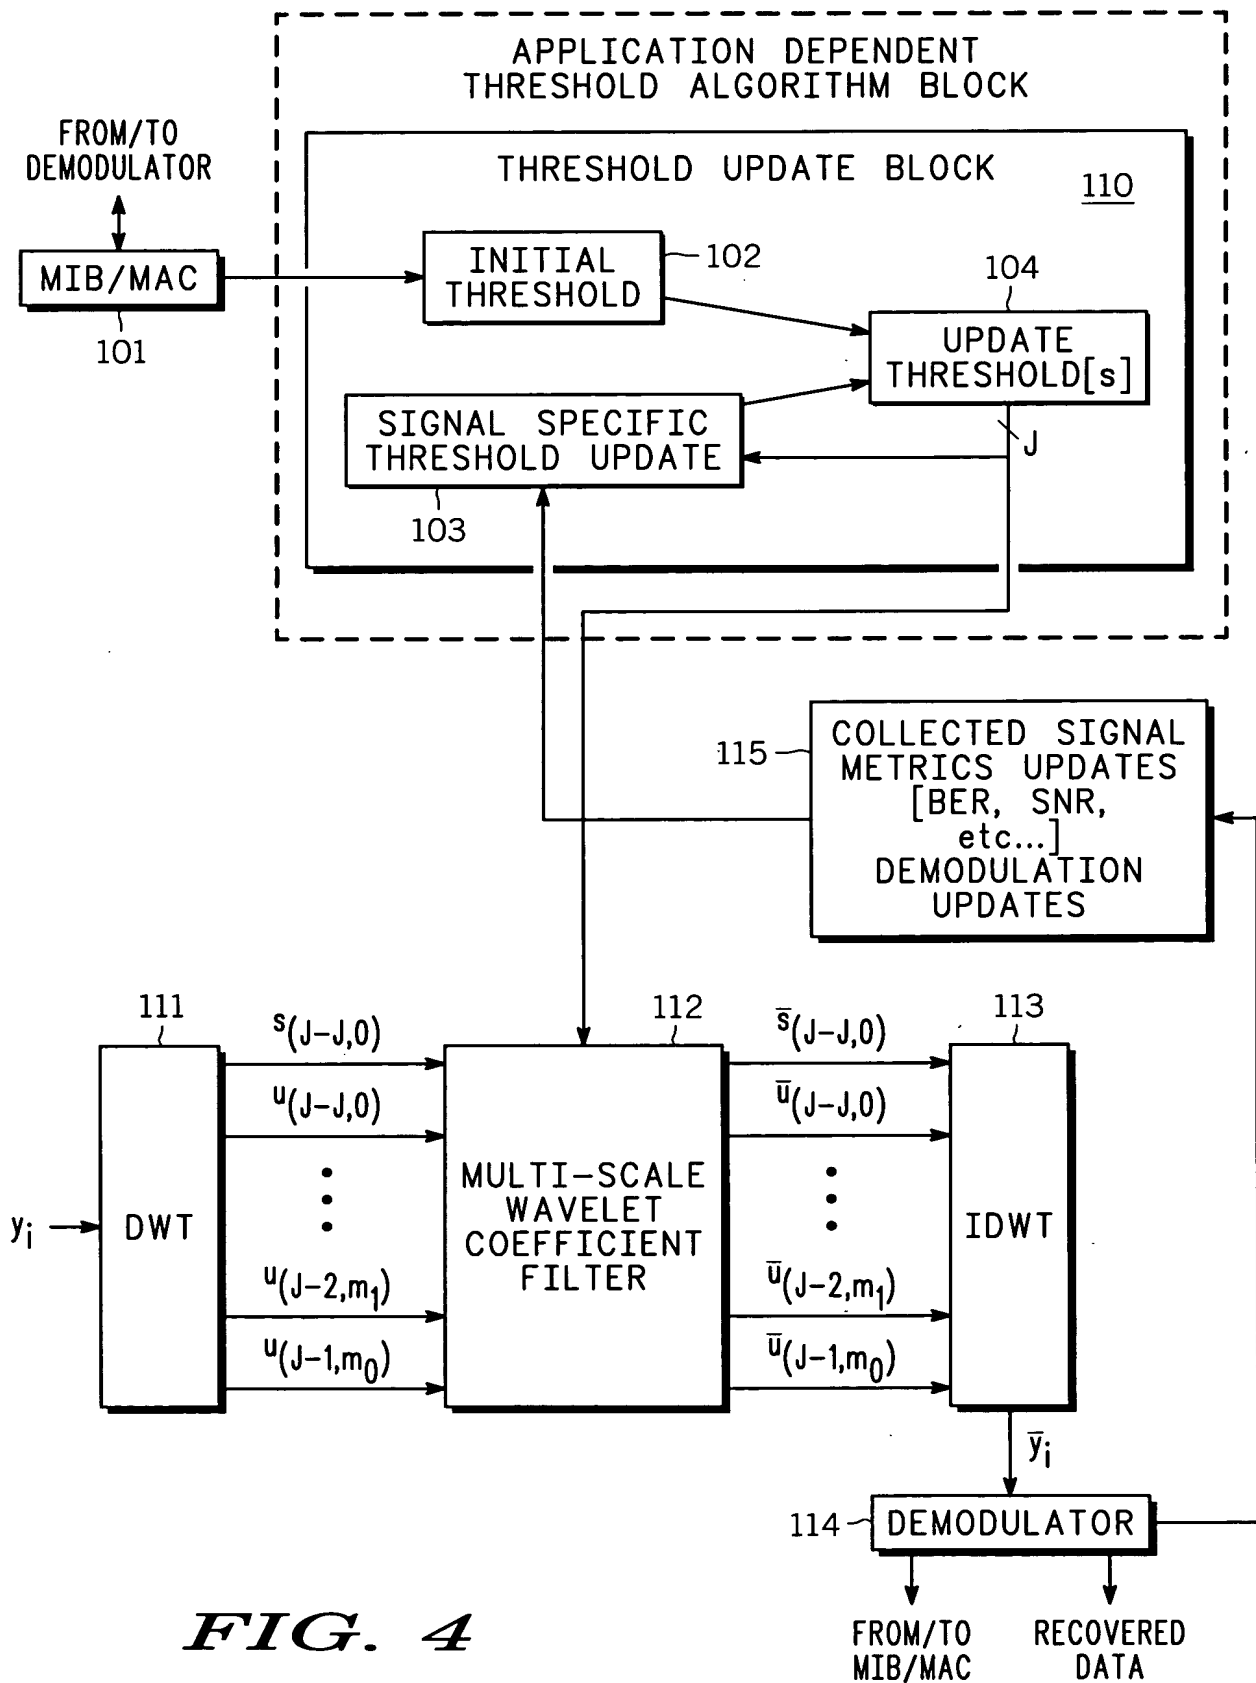 APPLICATION DEPENDENT
THRESHOLD ALGORITHM BLOCK
FROM/TO
DEMODULATOR
THRESHOLD UPDATE BLOCK
110
MIB/MAC
101
INITIAL
THRESHOLD
102
104
UPDATE
THRESHOLD[s]
J
SIGNAL SPECIFIC
THRESHOLD UPDATE
103
115
COLLECTED SIGNAL
METRICS UPDATES
[BER, SNR,
etc...]
DEMODULATION
UPDATES
111
s(J-J,0)
112
s̅(J-J,0)
113
u(J-J,0)
u̅(J-J,0)
yi
DWT
MULTI-SCALE
WAVELET
COEFFICIENT
FILTER
IDWT
u(J-2,m1)
u̅(J-2,m1)
u(J-1,m0)
u̅(J-1,m0)
y̅i
114
DEMODULATOR
FROM/TO
MIB/MAC
RECOVERED
DATA
FIG. 4